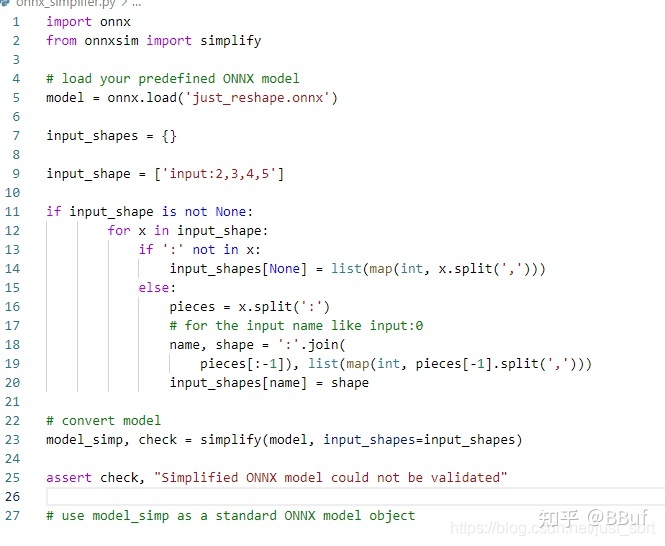 onnx_simplifier.py > ...
1 import onnx
2 from onnxsim import simplify
3
4 # load your predefined ONNX model
5 model = onnx.load('just_reshape.onnx')
6
7 input_shapes = {}
8
9 input_shape = ['input:2,3,4,5']
10
11 if input_shape is not None:
12         for x in input_shape:
13             if ':' not in x:
14                 input_shapes[None] = list(map(int, x.split(',')))
15             else:
16                 pieces = x.split(':')
17                 # for the input name like input:0
18                 name, shape = ':'.join(
19                     pieces[:-1]), list(map(int, pieces[-1].split(',')))
20                 input_shapes[name] = shape
21
22 # convert model
23 model_simp, check = simplify(model, input_shapes=input_shapes)
24
25 assert check, "Simplified ONNX model could not be validated"
26
27 # use model_simp as a standard ONNX model object
知乎 @BBuf
https://blog.csdn.net/just_sort